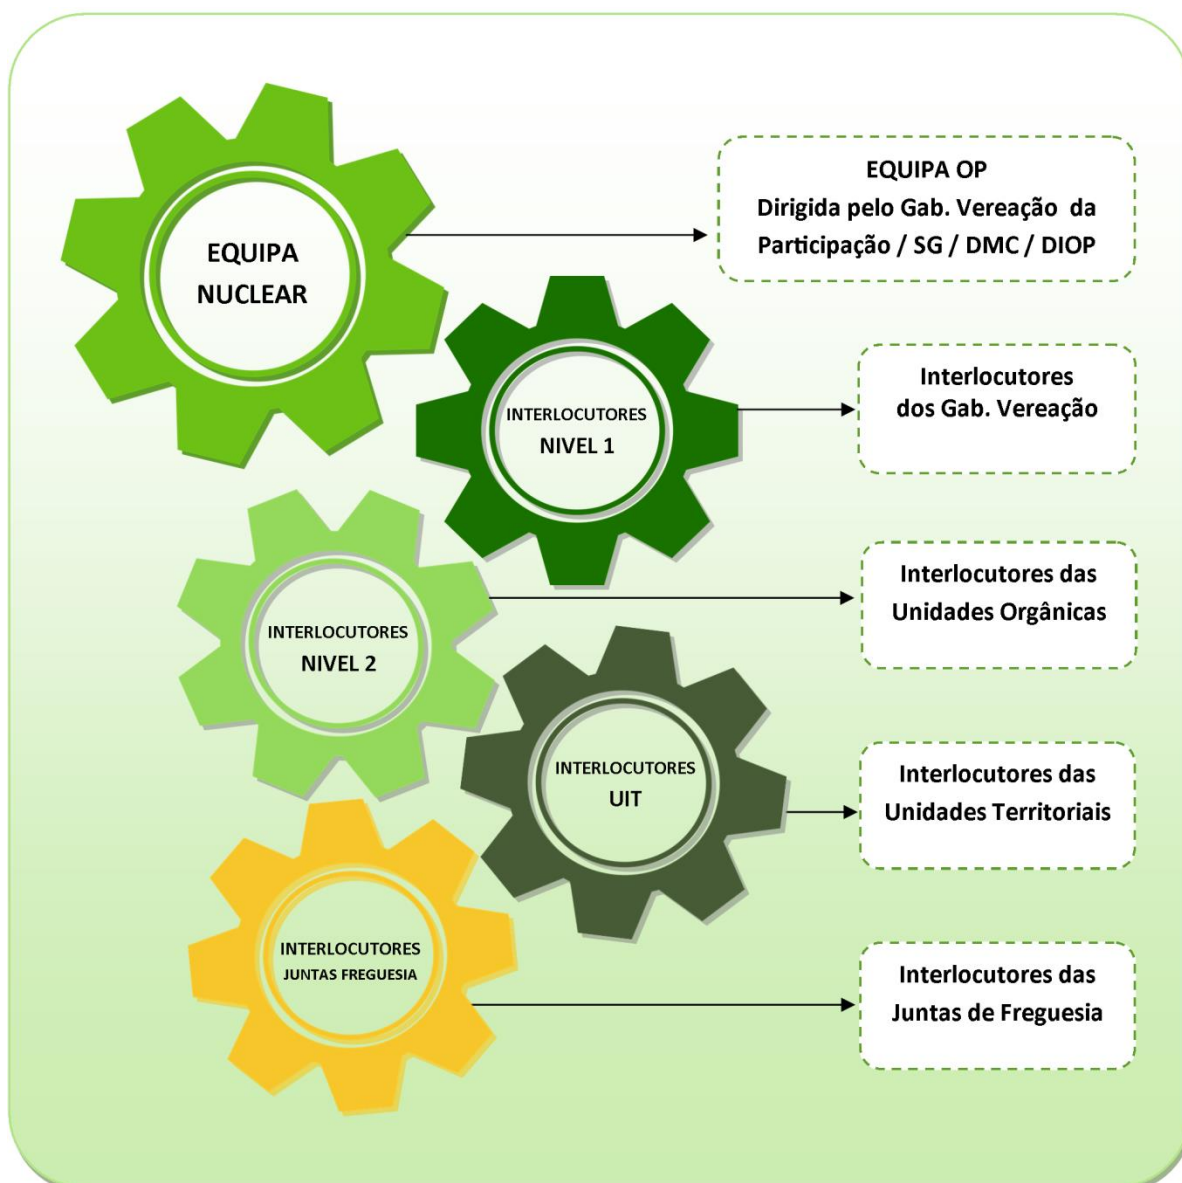 EQUIPA
NUCLEAR
EQUIPA OP
Dirigida pelo Gab. Vereação da
Participação / SG / DMC / DIOP
INTERLOCUTORES
NIVEL 1
Interlocutores
dos Gab. Vereação
INTERLOCUTORES
NIVEL 2
Interlocutores das
Unidades Orgânicas
INTERLOCUTORES
UIT
Interlocutores das
Unidades Territoriais
INTERLOCUTORES
JUNTAS FREGUESIA
Interlocutores das
Juntas de Freguesia